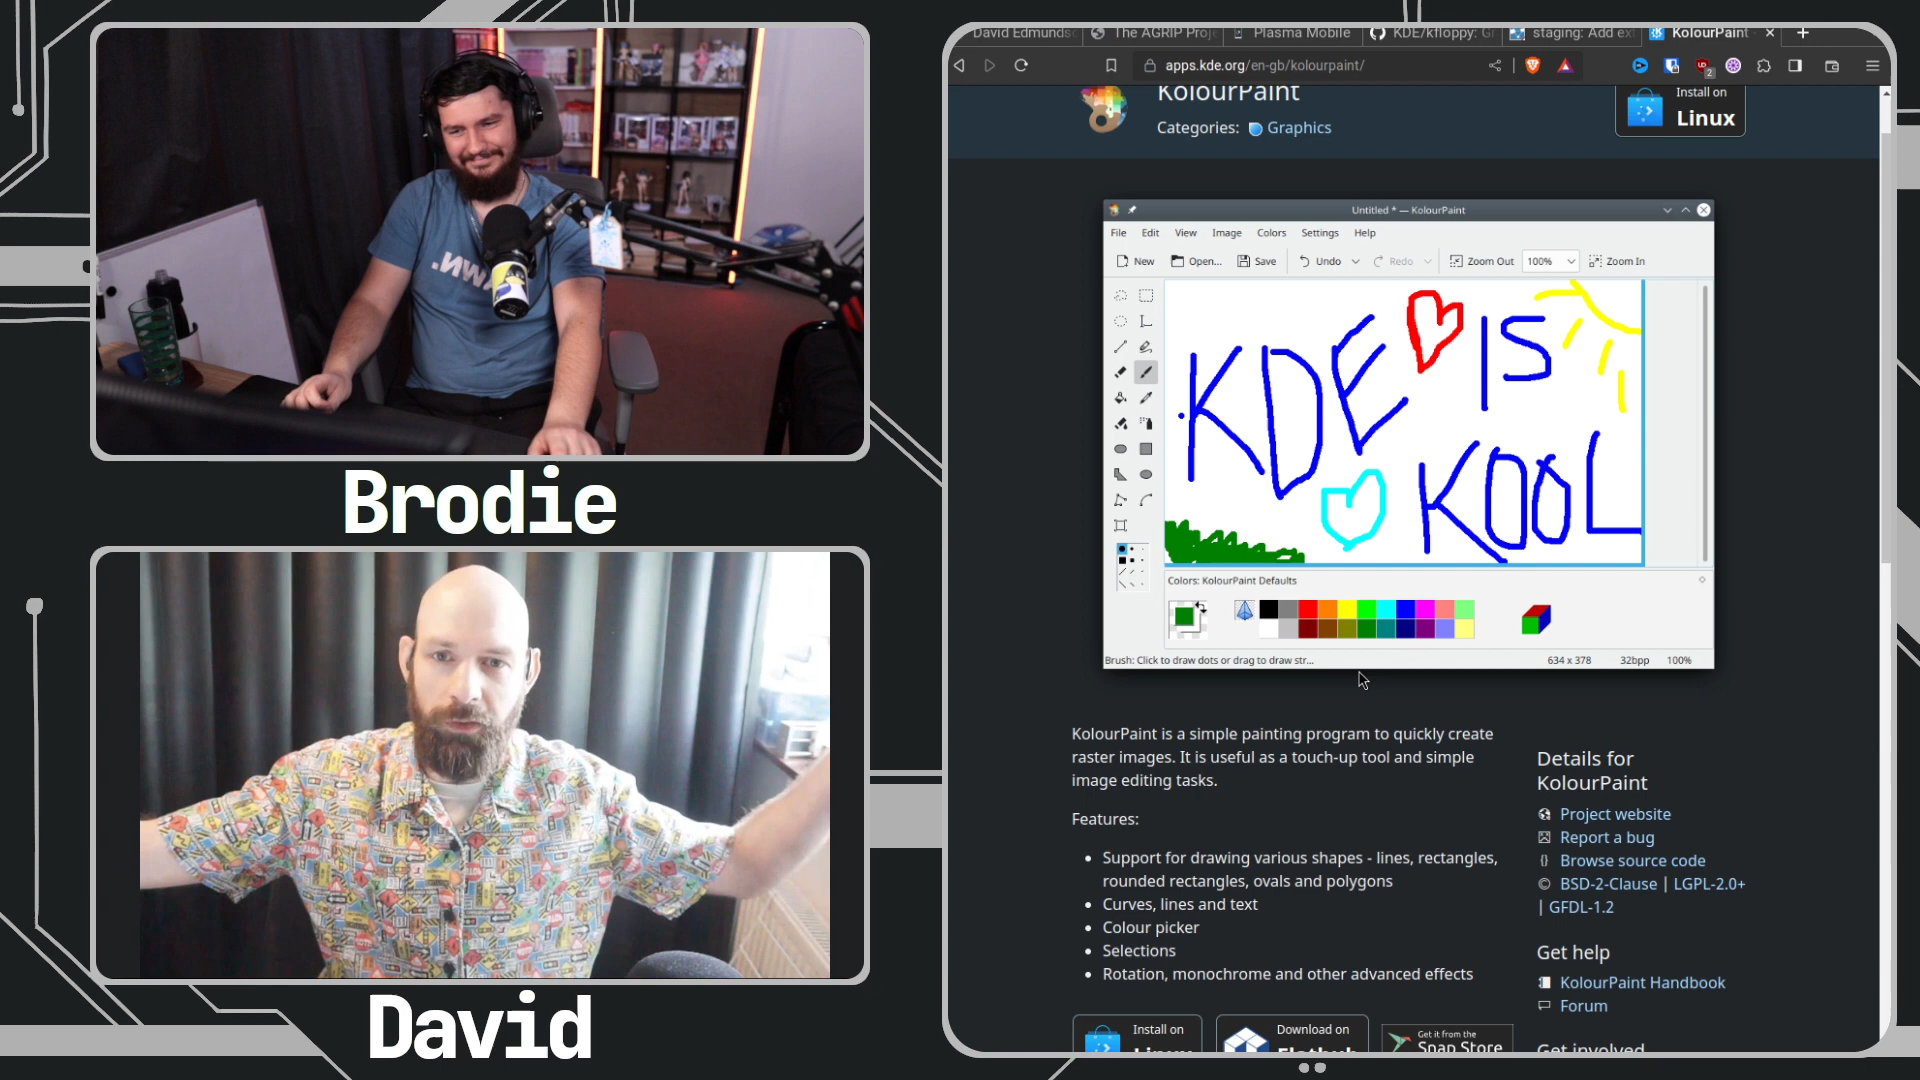 Brodie
David
David Edmunds
The AGRIP Proj
Plasma Mobile
KDE/kfloppy: G
staging: Add ex
KolourPaint
apps.kde.org/en-gb/kolourpaint/
2
KolourPaint
Categories: Graphics
Install on
Linux
Untitled * — KolourPaint
File Edit View Image Colors Settings Help
New Open... Save Undo Redo Zoom Out 100% Zoom In
KDE IS
KOOL
Colors: KolourPaint Defaults
Brush: Click to draw dots or drag to draw str... 634 x 378 32bpp 100%
KolourPaint is a simple painting program to quickly create
raster images. It is useful as a touch-up tool and simple
image editing tasks.
Features:
Support for drawing various shapes - lines, rectangles,
rounded rectangles, ovals and polygons
Curves, lines and text
Colour picker
Selections
Rotation, monochrome and other advanced effects
Details for
KolourPaint
Project website
Report a bug
Browse source code
© BSD-2-Clause | LGPL-2.0+
| GFDL-1.2
Get help
KolourPaint Handbook
Forum
Get involved
Install on
Linux
Download on
Flathub
Get it from the
Snap Store